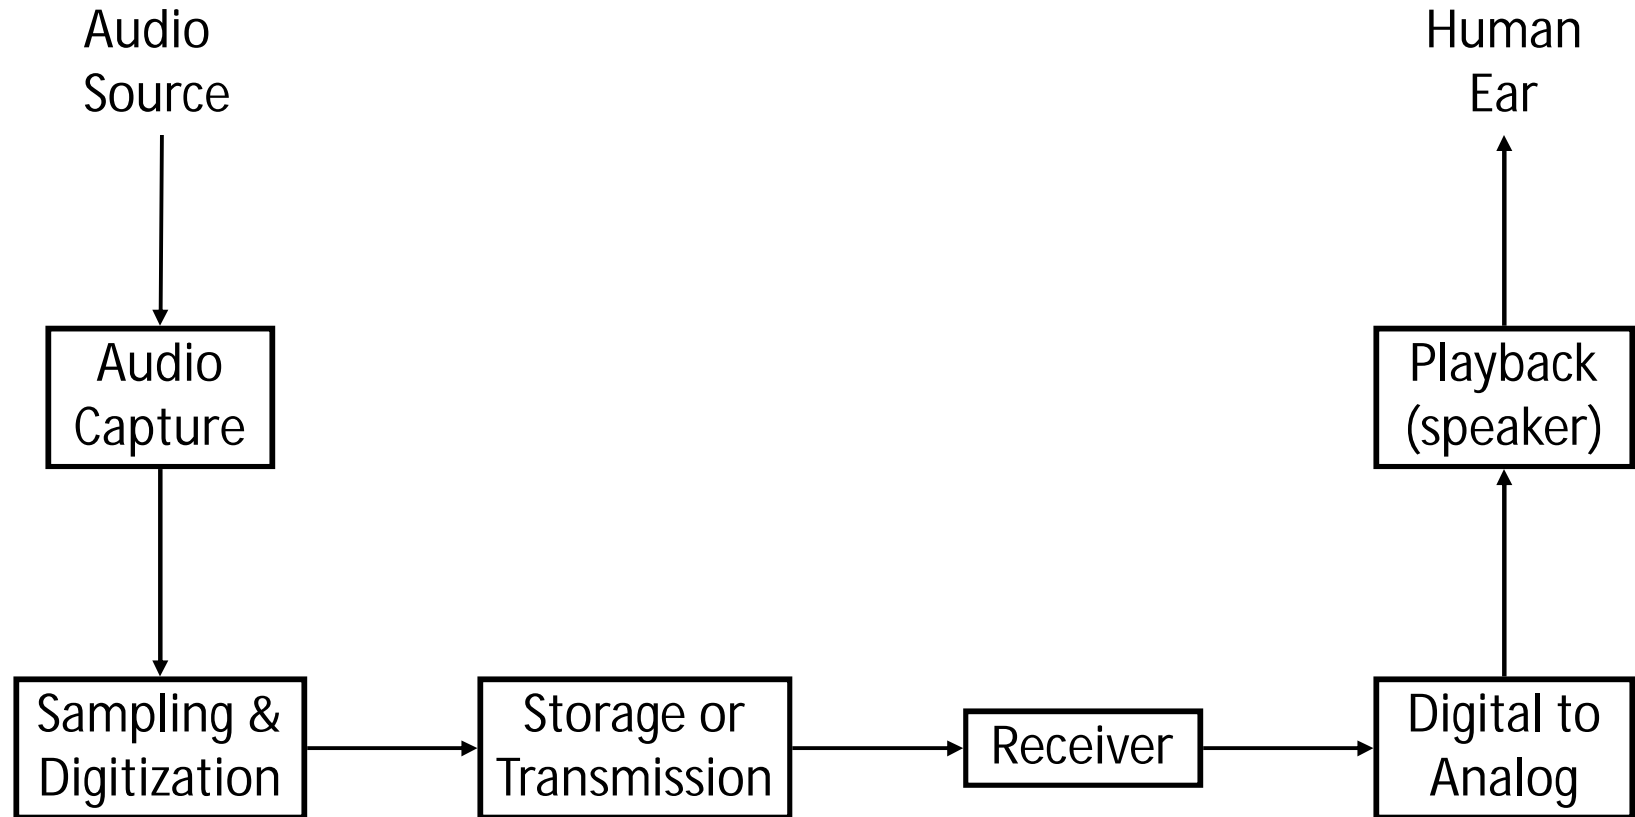 Audio
Source
Human
Ear
Audio
Capture
Playback
(speaker)
Sampling &
Digitization
Storage or
Transmission
Receiver
Digital to
Analog